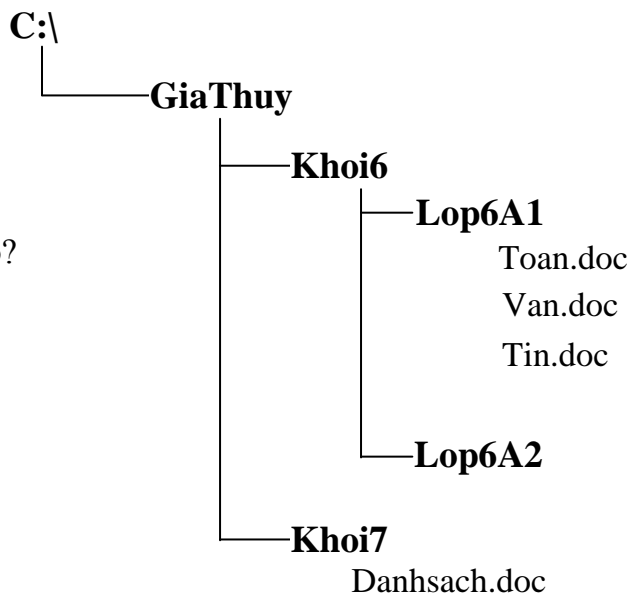 C:\
GiaThuy
Khoi6
Lop6A1
?
Toan.doc
Van.doc
Tin.doc
Lop6A2
Khoi7
Danhsach.doc